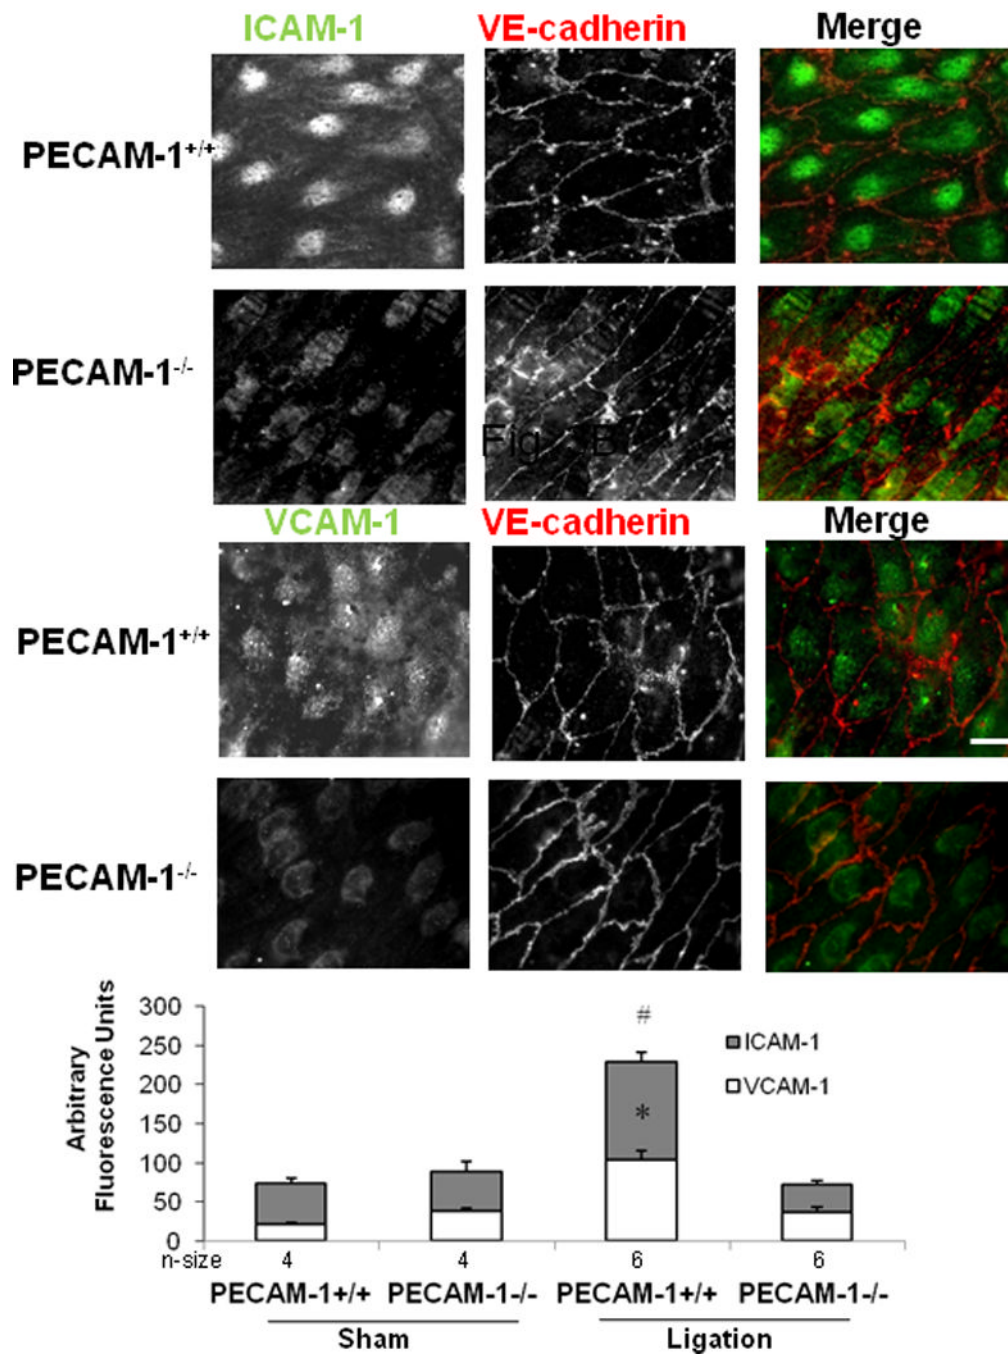 ICAM-1 VE-cadherin Merge
PECAM-1+/+
PECAM-1-/-
Fig B
VCAM-1 VE-cadherin Merge
PECAM-1+/+
PECAM-1-/-
Arbitrary
Fluorescence Units
300
250
200
150
100
50
0
#
*
ICAM-1
VCAM-1
n-size 4 4 6 6
PECAM-1+/+ PECAM-1-/- PECAM-1+/+ PECAM-1-/-
Sham Ligation